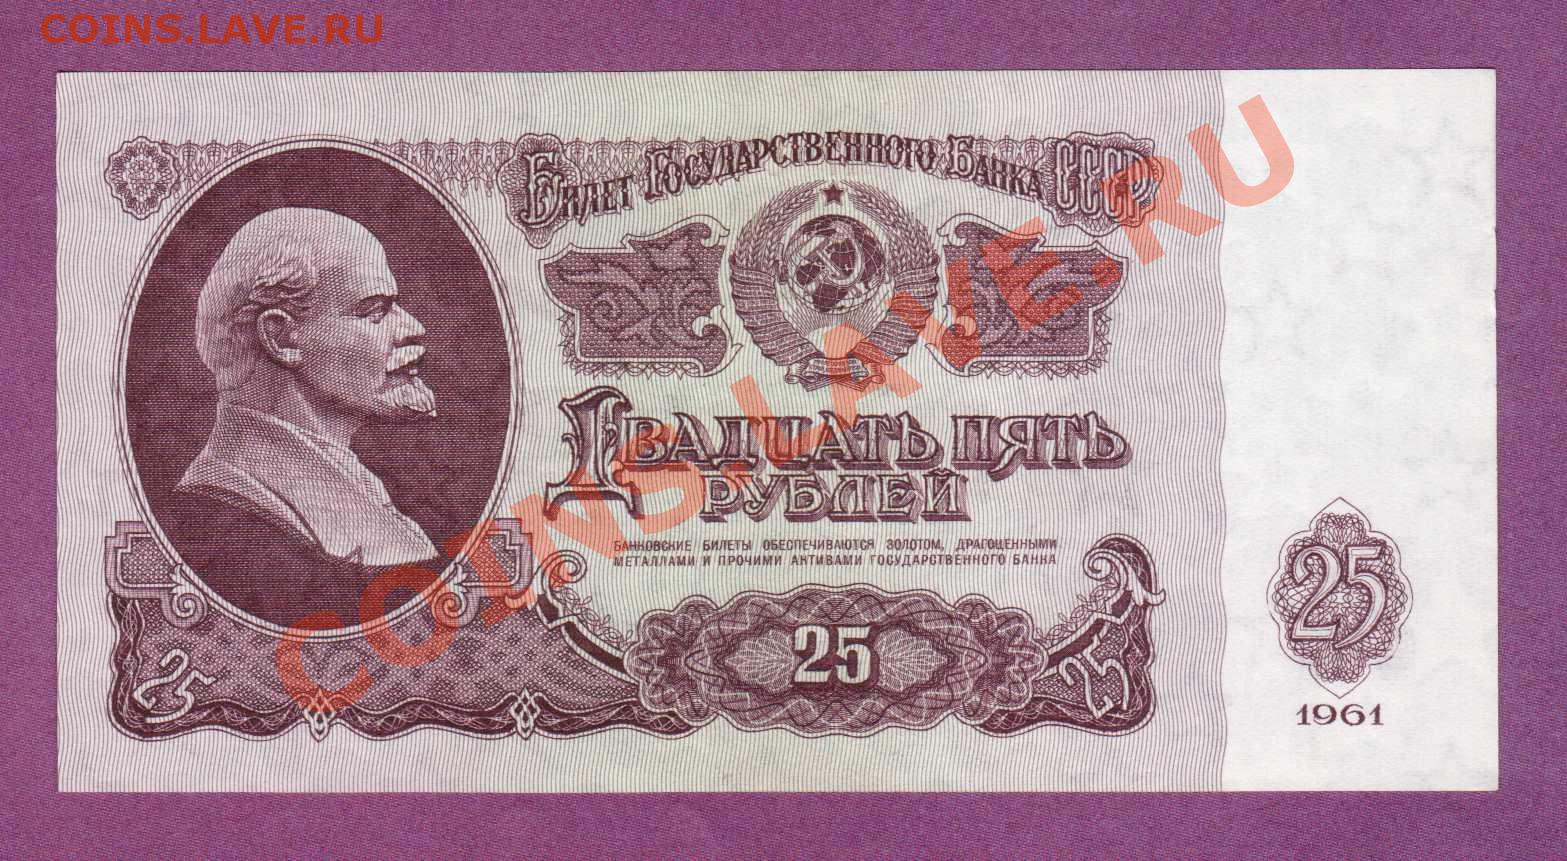 COINS.LAVE.RU
Билет Государственного Банка СССР
Двадцать пять
рублей
БАНКОВСКИЕ БИЛЕТЫ ОБЕСПЕЧИВАЮТСЯ ЗОЛОТОМ, ДРАГОЦЕННЫМИ
МЕТАЛЛАМИ И ПРОЧИМИ АКТИВАМИ ГОСУДАРСТВЕННОГО БАНКА
25
25
25
25
1961
COINS.LAVE.RU